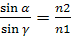 sin α / sin γ = n2 / n1